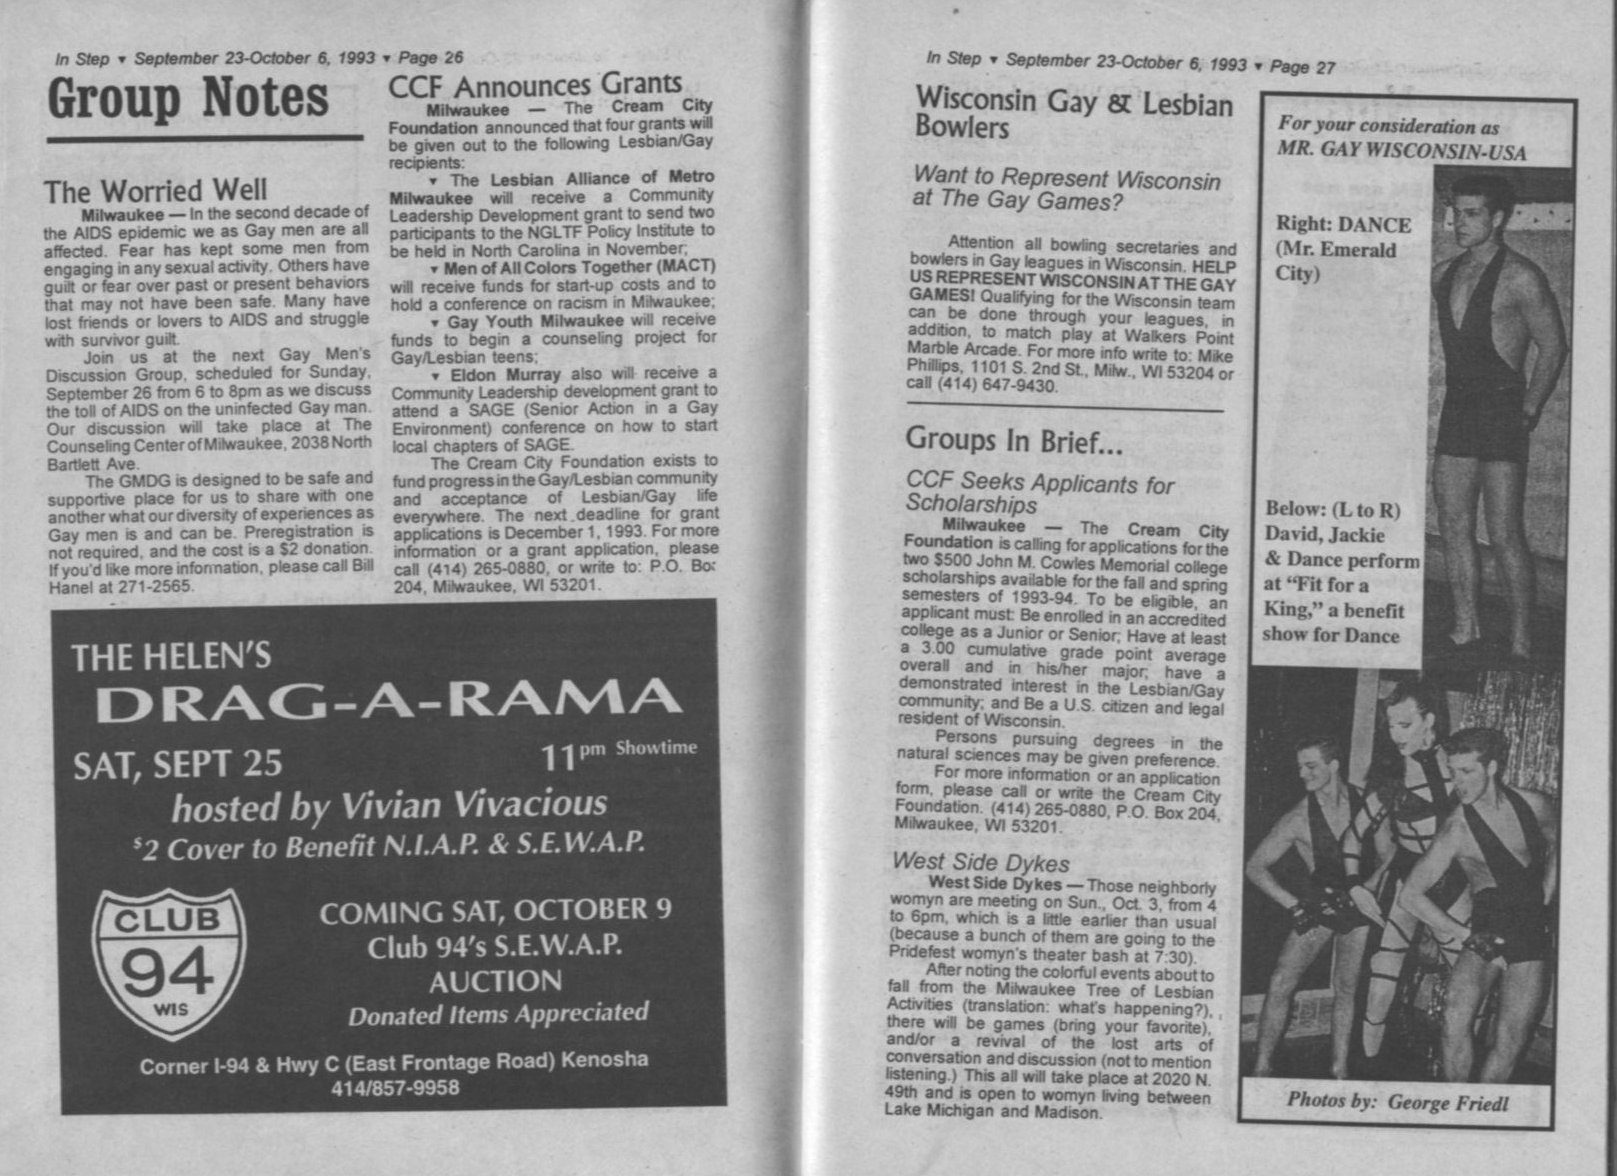 In Step ▼ September 23-October 6, 1993 ▼ Page 26
Group Notes
The Worried Well
Milwaukee — In the second decade of
the AIDS epidemic we as Gay men are all
affected. Fear has kept some men from
engaging in any sexual activity. Others have
guilt or fear over past or present behaviors
that may not have been safe. Many have
lost friends or lovers to AIDS and struggle
with survivor guilt.
Join us at the next Gay Men's
Discussion Group, scheduled for Sunday,
September 26 from 6 to 8pm as we discuss
the toll of AIDS on the uninfected Gay man.
Our discussion will take place at The
Counseling Center of Milwaukee, 2038 North
Bartlett Ave.
The GMDG is designed to be safe and
supportive place for us to share with one
another what our diversity of experiences as
Gay men is and can be. Preregistration is
not required, and the cost is a $2 donation.
If you'd like more information, please call Bill
Hanel at 271-2565.
CCF Announces Grants
Milwaukee — The Cream City
Foundation announced that four grants will
be given out to the following Lesbian/Gay
recipients:
▼ The Lesbian Alliance of Metro
Milwaukee will receive a Community
Leadership Development grant to send two
participants to the NGLTF Policy Institute to
be held in North Carolina in November;
▼ Men of All Colors Together (MACT)
will receive funds for start-up costs and to
hold a conference on racism in Milwaukee;
▼ Gay Youth Milwaukee will receive
funds to begin a counseling project for
Gay/Lesbian teens;
▼ Eldon Murray also will receive a
Community Leadership development grant to
attend a SAGE (Senior Action in a Gay
Environment) conference on how to start
local chapters of SAGE.
The Cream City Foundation exists to
fund progress in the Gay/Lesbian community
and acceptance of Lesbian/Gay life
everywhere. The next deadline for grant
applications is December 1, 1993. For more
information or a grant application, please
call (414) 265-0880, or write to: P.O. Box
204, Milwaukee, WI 53201.
THE HELEN'S
DRAG-A-RAMA
SAT, SEPT 25 11pm Showtime
hosted by Vivian Vivacious
$2 Cover to Benefit N.I.A.P. & S.E.W.A.P.
CLUB
94
WIS
COMING SAT, OCTOBER 9
Club 94's S.E.W.A.P.
AUCTION
Donated Items Appreciated
Corner I-94 & Hwy C (East Frontage Road) Kenosha
414/857-9958
In Step ▼ September 23-October 6, 1993 ▼ Page 27
Wisconsin Gay & Lesbian
Bowlers
Want to Represent Wisconsin
at The Gay Games?
Attention all bowling secretaries and
bowlers in Gay leagues in Wisconsin. HELP
US REPRESENT WISCONSIN AT THE GAY
GAMES! Qualifying for the Wisconsin team
can be done through your leagues, in
addition, to match play at Walkers Point
Marble Arcade. For more info write to: Mike
Phillips, 1101 S. 2nd St., Milw., WI 53204 or
call (414) 647-9430.
Groups In Brief...
CCF Seeks Applicants for
Scholarships
Milwaukee — The Cream City
Foundation is calling for applications for the
two $500 John M. Cowles Memorial college
scholarships available for the fall and spring
semesters of 1993-94. To be eligible, an
applicant must: Be enrolled in an accredited
college as a Junior or Senior; Have at least
a 3.00 cumulative grade point average
overall and in his/her major; have a
demonstrated interest in the Lesbian/Gay
community; and Be a U.S. citizen and legal
resident of Wisconsin.
Persons pursuing degrees in the
natural sciences may be given preference.
For more information or an application
form, please call or write the Cream City
Foundation. (414) 265-0880, P.O. Box 204,
Milwaukee, WI 53201.
West Side Dykes
West Side Dykes — Those neighborly
womyn are meeting on Sun., Oct. 3, from 4
to 6pm, which is a little earlier than usual
(because a bunch of them are going to the
Pridefest womyn's theater bash at 7:30).
After noting the colorful events about to
fall from the Milwaukee Tree of Lesbian
Activities (translation: what's happening?),
there will be games (bring your favorite),
and/or a revival of the lost arts of
conversation and discussion (not to mention
listening.) This all will take place at 2020 N.
49th and is open to womyn living between
Lake Michigan and Madison.
For your consideration as
MR. GAY WISCONSIN-USA
Right: DANCE
(Mr. Emerald
City)
Below: (L to R)
David, Jackie
& Dance perform
at “Fit for a
King,” a benefit
show for Dance
Photos by: George Friedl